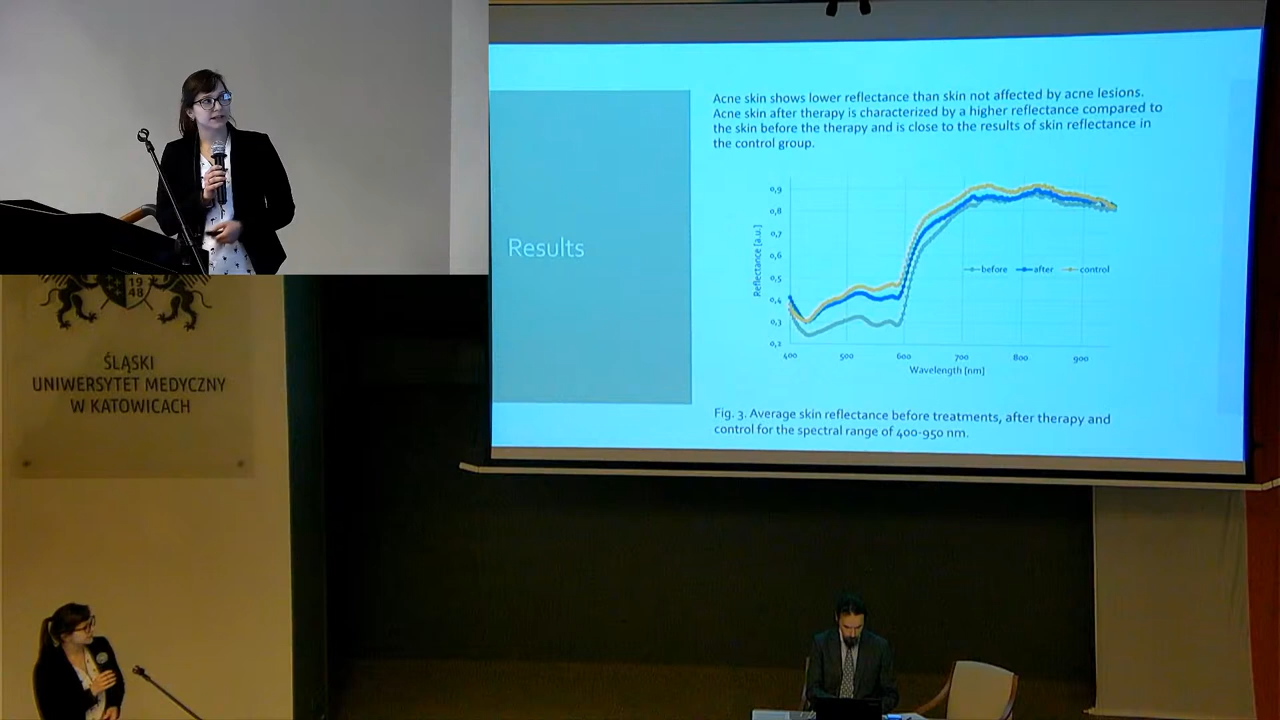 Acne skin shows lower reflectance than skin not affected by acne lesions.
Acne skin after therapy is characterized by a higher reflectance compared to
the skin before the therapy and is close to the results of skin reflectance in
the control group.
Results
0,9
0,8
0,7
0,6
0,5
0,4
0,3
0,2
Reflectance [a.u.]
before after control
400 500 600 700 800 900
Wavelength [nm]
Fig. 3. Average skin reflectance before treatments, after therapy and
control for the spectral range of 400-950 nm.
19
48
ŚLĄSKI
UNIWERSYTET MEDYCZNY
W KATOWICACH